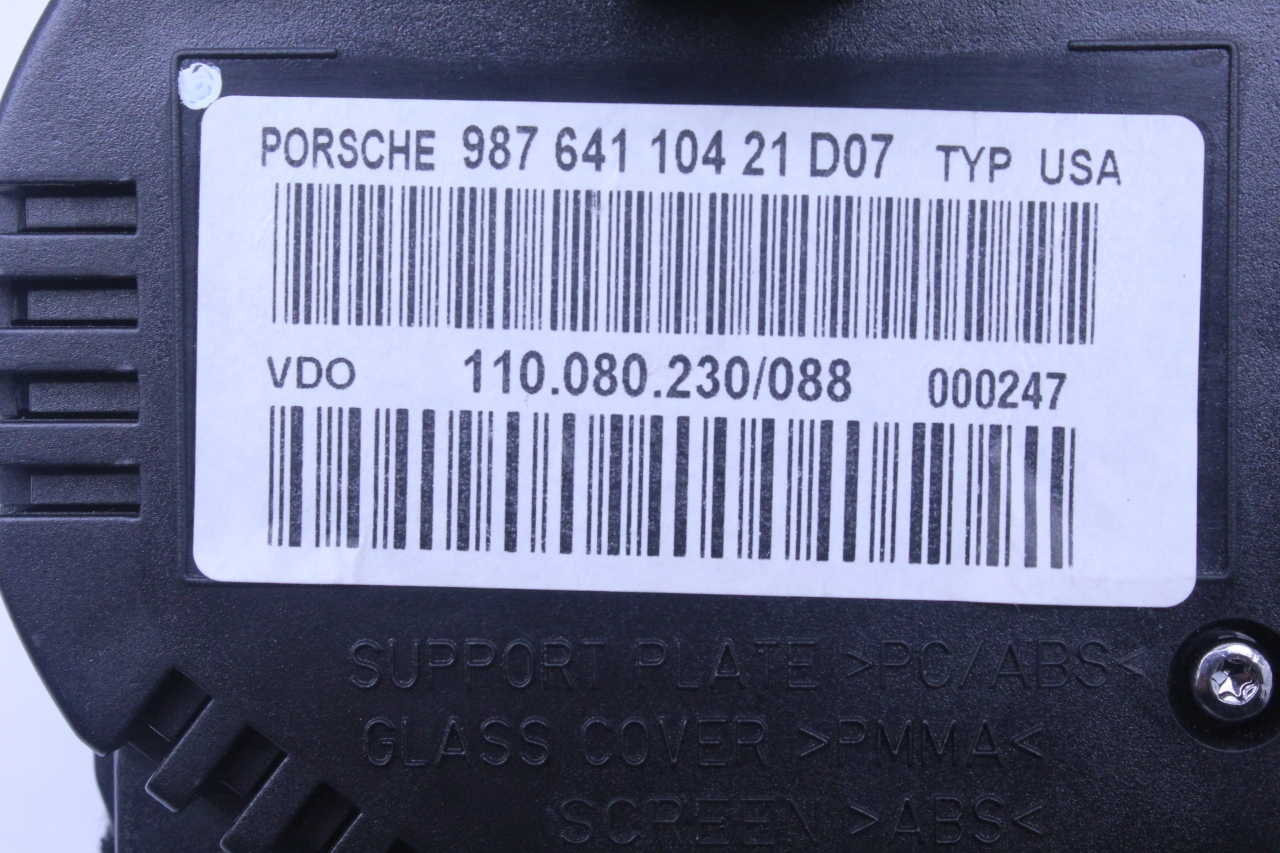 PORSCHE 987 641 104 21 D07 TYP USA
VDO 110.080.230/088 000247
SUPPORT PLATE >PC/ABS<
GLASS COVER >PMMA<
SCREEN >ABS<